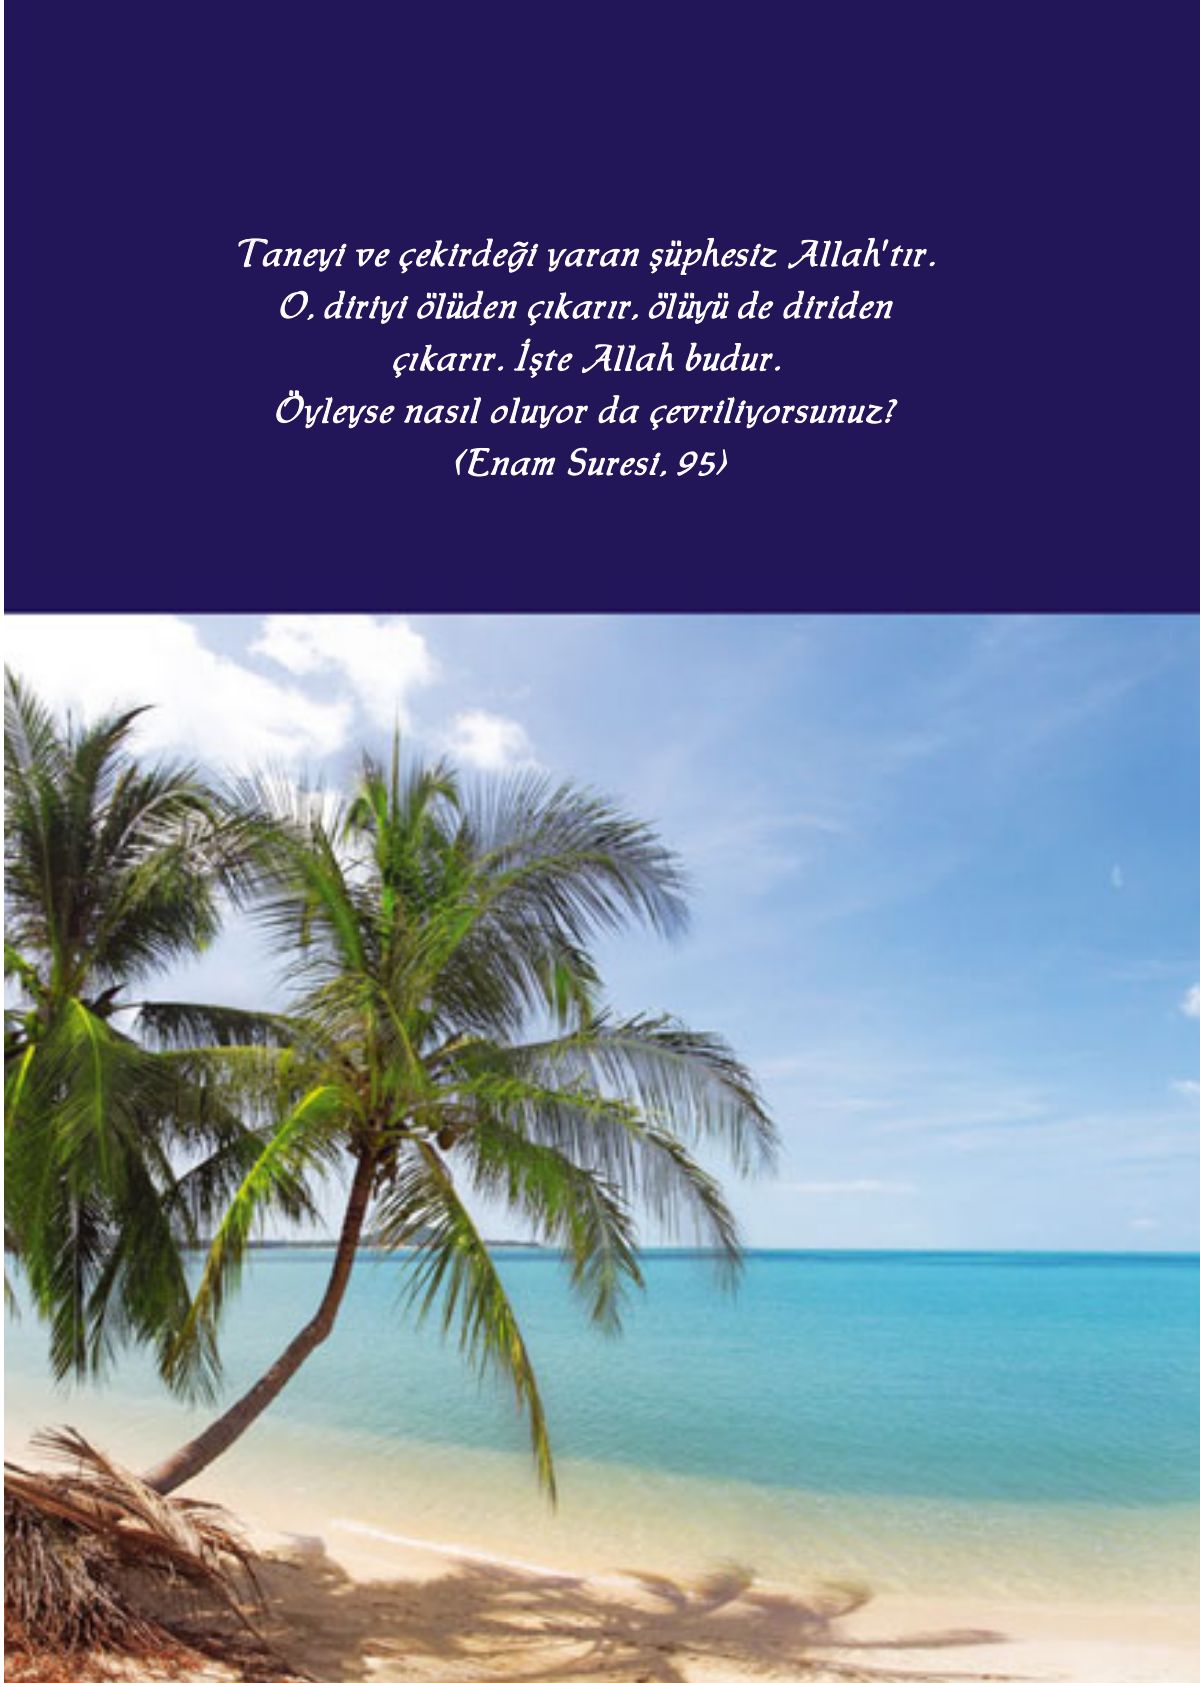 Taneyi ve çekirdeği yaran şüphesiz Allah'tır.
O, diriyi ölüden çıkarır, ölüyü de diriden
çıkarır. İşte Allah budur.
Öyleyse nasıl oluyor da çevriliyorsunuz?
(Enam Suresi, 95)